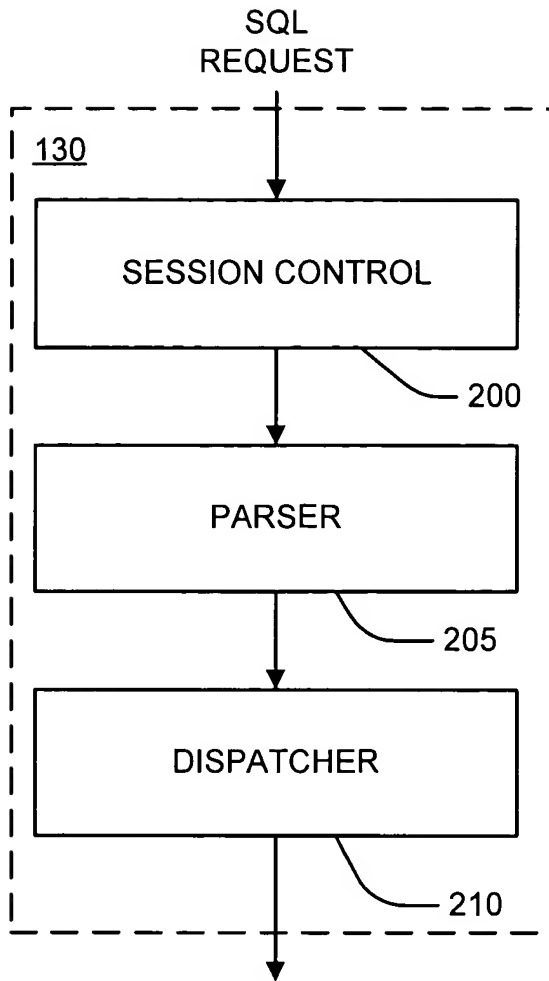 SQL
REQUEST
130
SESSION CONTROL
200
PARSER
205
DISPATCHER
210